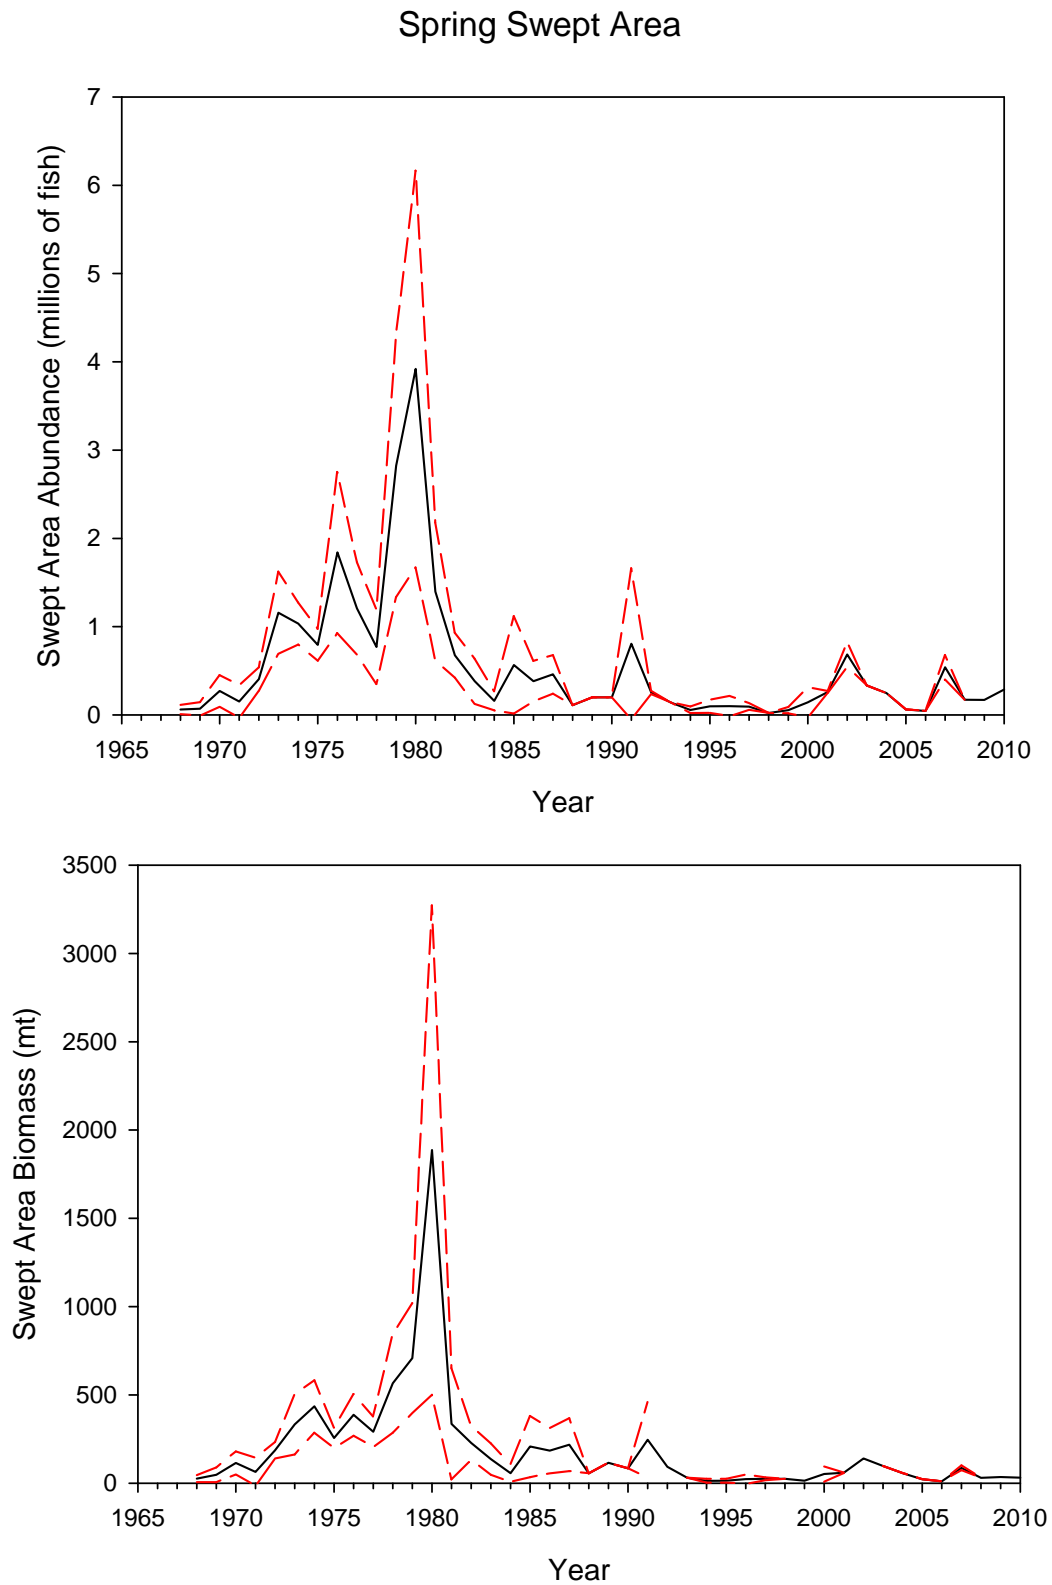 Spring Swept Area
Swept Area Abundance (millions of fish)
7
6
5
4
3
2
1
0
1965 1970 1975 1980 1985 1990 1995 2000 2005 2010
Year
Swept Area Biomass (mt)
3500
3000
2500
2000
1500
1000
500
0
1965 1970 1975 1980 1985 1990 1995 2000 2005 2010
Year